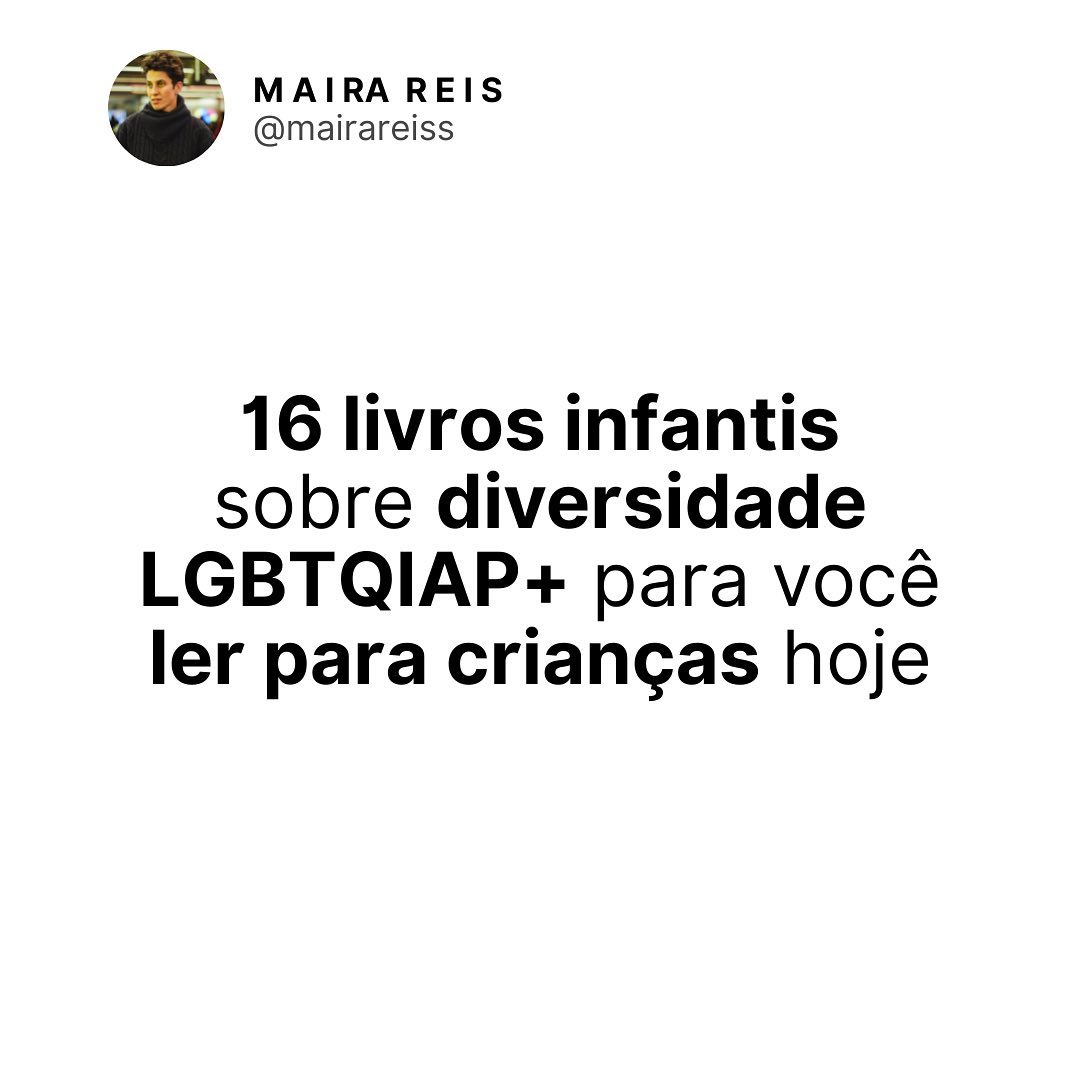 MAIRA REIS
@mairareiss
16 livros infantis
sobre diversidade
LGBTQIAP+ para você
ler para crianças hoje